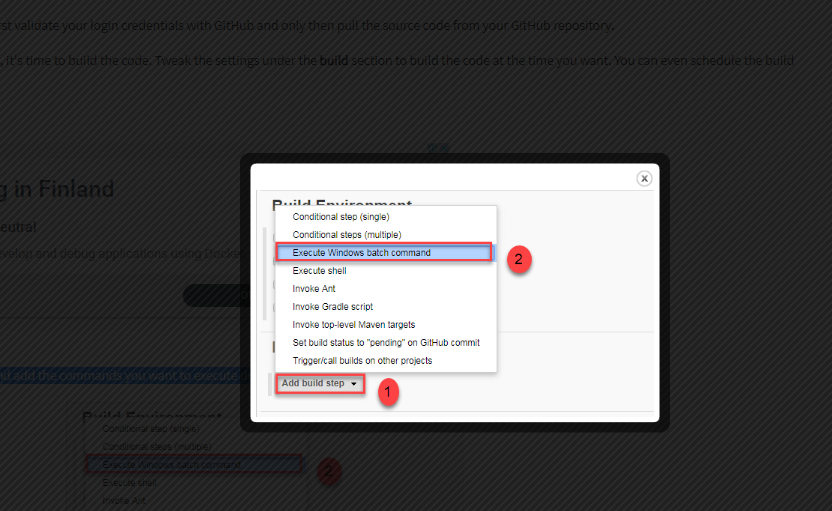 rst validate your login credentials with GitHub and only then pull the source code from your GitHub repository.
, it's time to build the code. Tweak the settings under the build section to build the code at the time you want. You can even schedule the build
g in Finland
eutral
evelop and debug applications using Docke
Build Environment
Conditional step (single)
Conditional steps (multiple)
Execute Windows batch command
2
Execute shell
Invoke Ant
Invoke Gradle script
Invoke top-level Maven targets
Set build status to "pending" on GitHub commit
Trigger/call builds on other projects
Add build step
1
nd add the commands you want to execute
Build Environment
Conditional step (single)
Conditional steps (multiple)
Execute Windows batch command
2
Execute shell
Invoke Ant